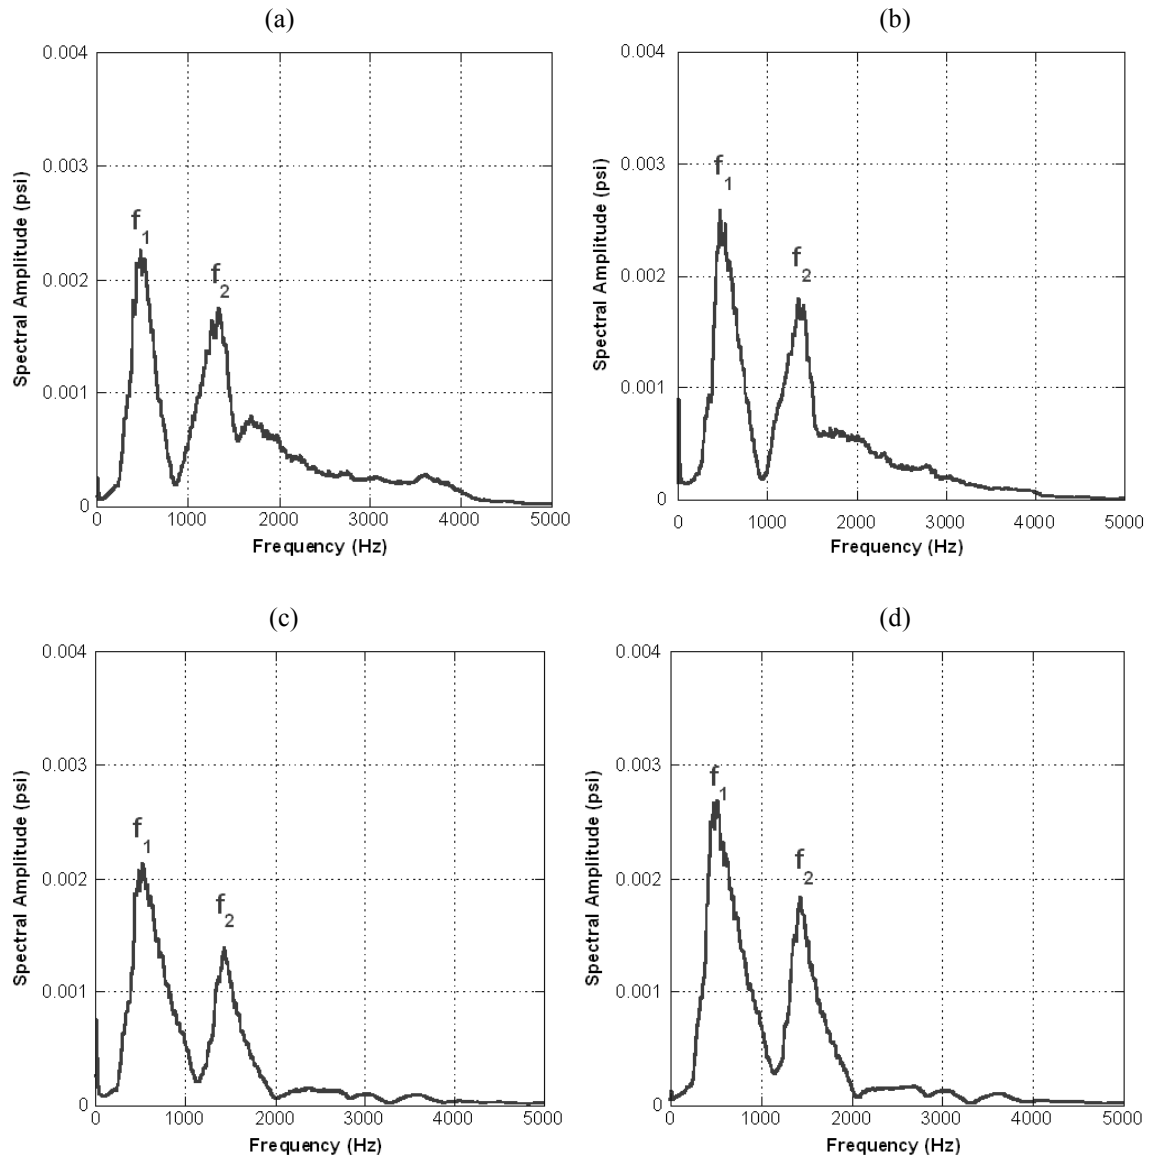 (a)
0.004
0.003
0.002
0.001
0
Spectral Amplitude (psi)
f1
f2
0 1000 2000 3000 4000 5000
Frequency (Hz)
(b)
0.004
0.003
0.002
0.001
0
Spectral Amplitude (psi)
f1
f2
0 1000 2000 3000 4000 5000
Frequency (Hz)
(c)
0.004
0.003
0.002
0.001
0
Spectral Amplitude (psi)
f1
f2
0 1000 2000 3000 4000 5000
Frequency (Hz)
(d)
0.004
0.003
0.002
0.001
0
Spectral Amplitude (psi)
f1
f2
0 1000 2000 3000 4000 5000
Frequency (Hz)